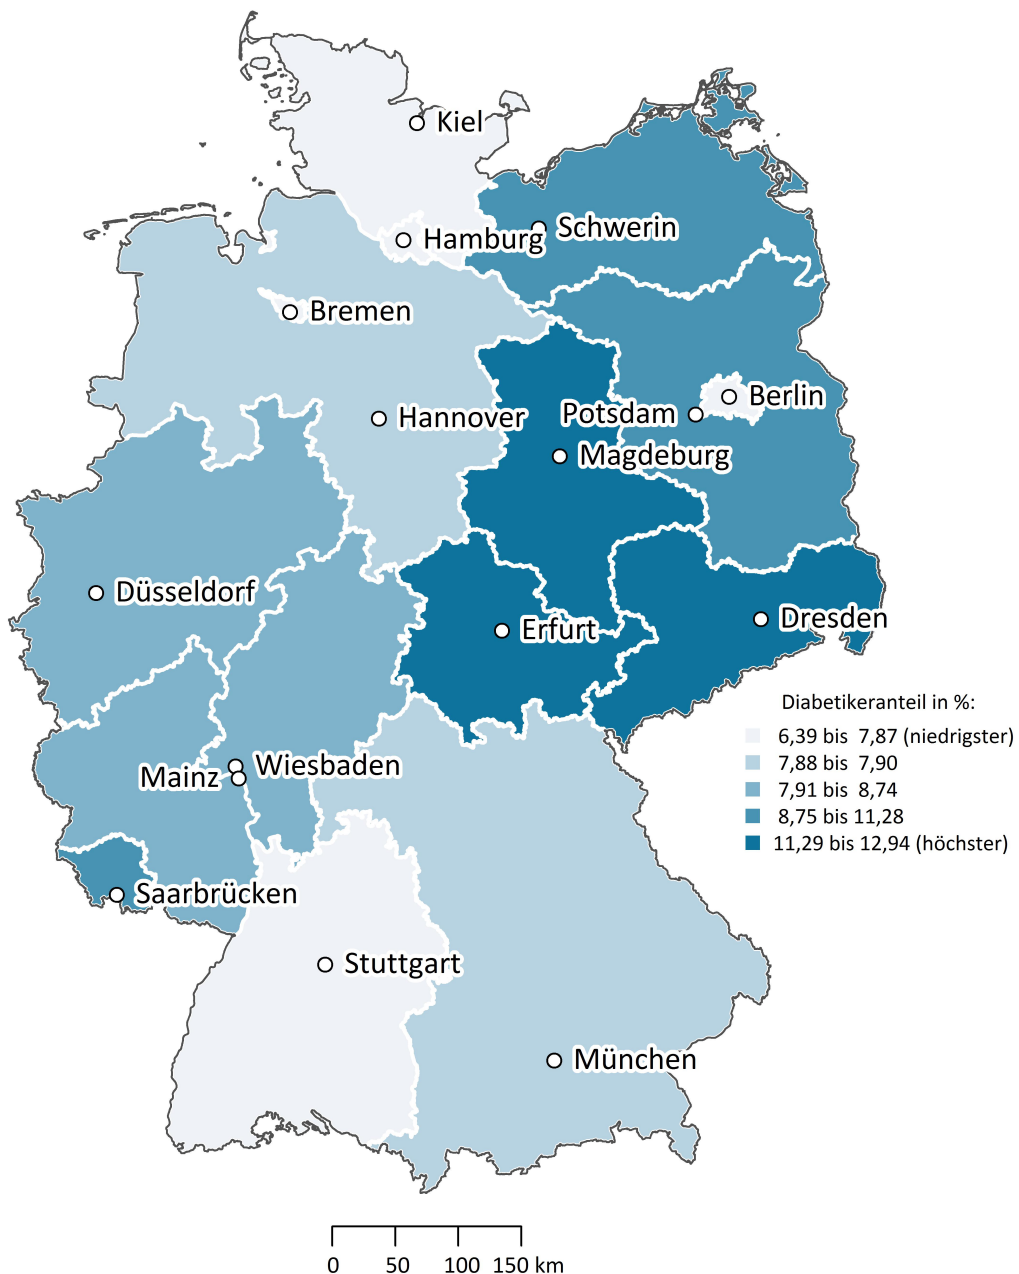 Kiel
Schwerin
Hamburg
Bremen
Berlin
Potsdam
Hannover
Magdeburg
Düsseldorf
Dresden
Erfurt
Diabetikeranteil in %:
6,39 bis 7,87 (niedrigster)
7,88 bis 7,90
7,91 bis 8,74
8,75 bis 11,28
11,29 bis 12,94 (höchster)
Wiesbaden
Mainz
Saarbrücken
Stuttgart
München
0 50 100 150 km